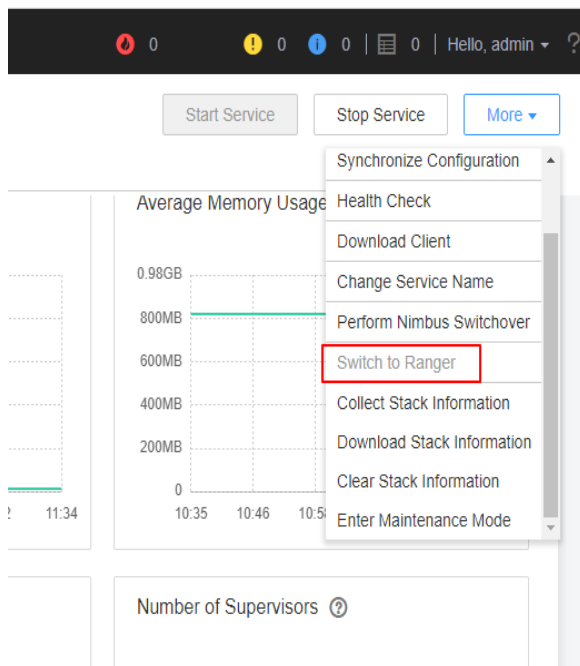 0 ! 0 i 0 | 0 | Hello, admin ?
Start Service Stop Service More
Synchronize Configuration
Health Check
Download Client
Change Service Name
Perform Nimbus Switchover
Switch to Ranger
Collect Stack Information
Download Stack Information
Clear Stack Information
Enter Maintenance Mode
Average Memory Usage
0.98GB
800MB
600MB
400MB
200MB
0
11:34 10:35 10:46
Number of Supervisors ?